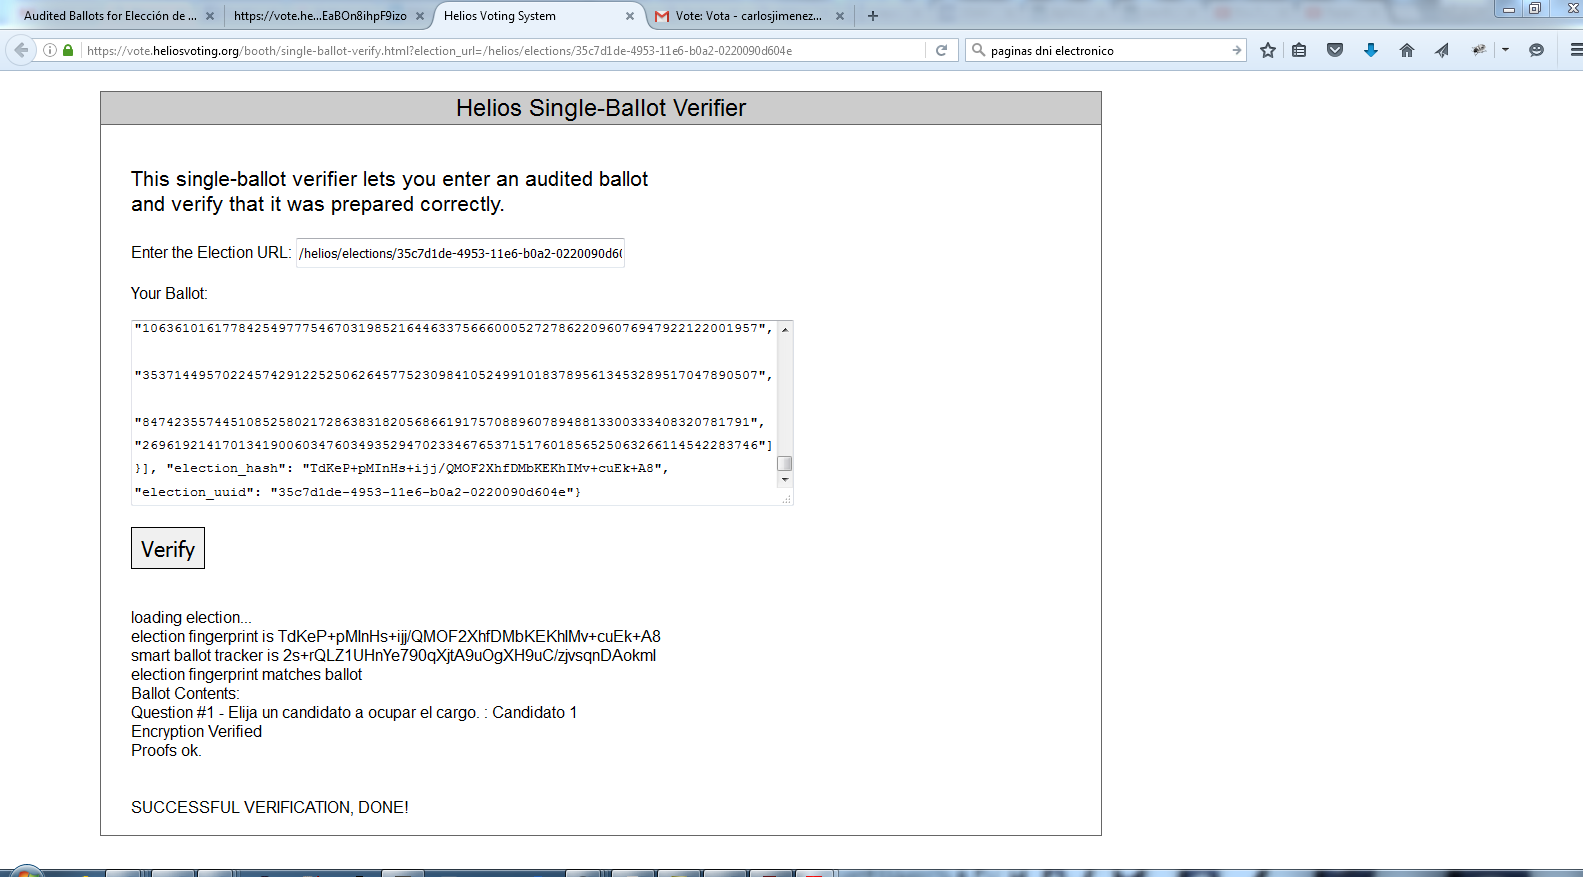 Audited Ballots for Elección de ...
https://vote.he...EaBOn8ihpF9izo
Helios Voting System
Vote: Vota - carlosjimenez...
https://vote.heliosvoting.org/booth/single-ballot-verify.html?election_url=/helios/elections/35c7d1de-4953-11e6-b0a2-0220090d604e
paginas dni electronico
Helios Single-Ballot Verifier
This single-ballot verifier lets you enter an audited ballot
and verify that it was prepared correctly.
Enter the Election URL: /helios/elections/35c7d1de-4953-11e6-b0a2-0220090d60
Your Ballot:
"10636101617784254977754670319852164463375666000527278622096076947922122001957",
"35371449570224574291225250626457752309841052499101837895613453289517047890507",
"8474235574451085258021728638318205686619175708896078948813300333408320781791",
"26961921417013419006034760349352947023346765371517601856525063266114542283746"]
}], "election_hash": "TdKeP+pMInHs+ijj/QMOF2XhfDMbKEKhIMv+cuEk+A8",
"election_uuid": "35c7d1de-4953-11e6-b0a2-0220090d604e"}
Verify
loading election...
election fingerprint is TdKeP+pMInHs+ijj/QMOF2XhfDMbKEKhIMv+cuEk+A8
smart ballot tracker is 2s+rQLZ1UHnYe790qXjtA9uOgXH9uC/zjvsqnDAokmI
election fingerprint matches ballot
Ballot Contents:
Question #1 - Elija un candidato a ocupar el cargo. : Candidato 1
Encryption Verified
Proofs ok.
SUCCESSFUL VERIFICATION, DONE!